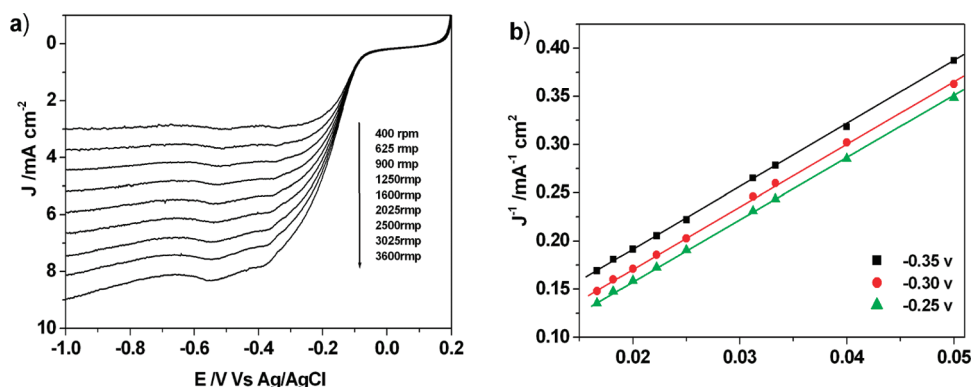 a)
0
2
4
6
8
10
J /mA cm-2
400 rpm
625 rmp
900 rmp
1250rmp
1600rmp
2025rmp
2500rmp
3025rmp
3600rmp
-1.0 -0.8 -0.6 -0.4 -0.2 0.0 0.2
E /V Vs Ag/AgCl
b)
0.40
0.35
0.30
0.25
0.20
0.15
0.10
J-1 /mA-1 cm2
-0.35 v
-0.30 v
-0.25 v
0.02 0.03 0.04 0.05